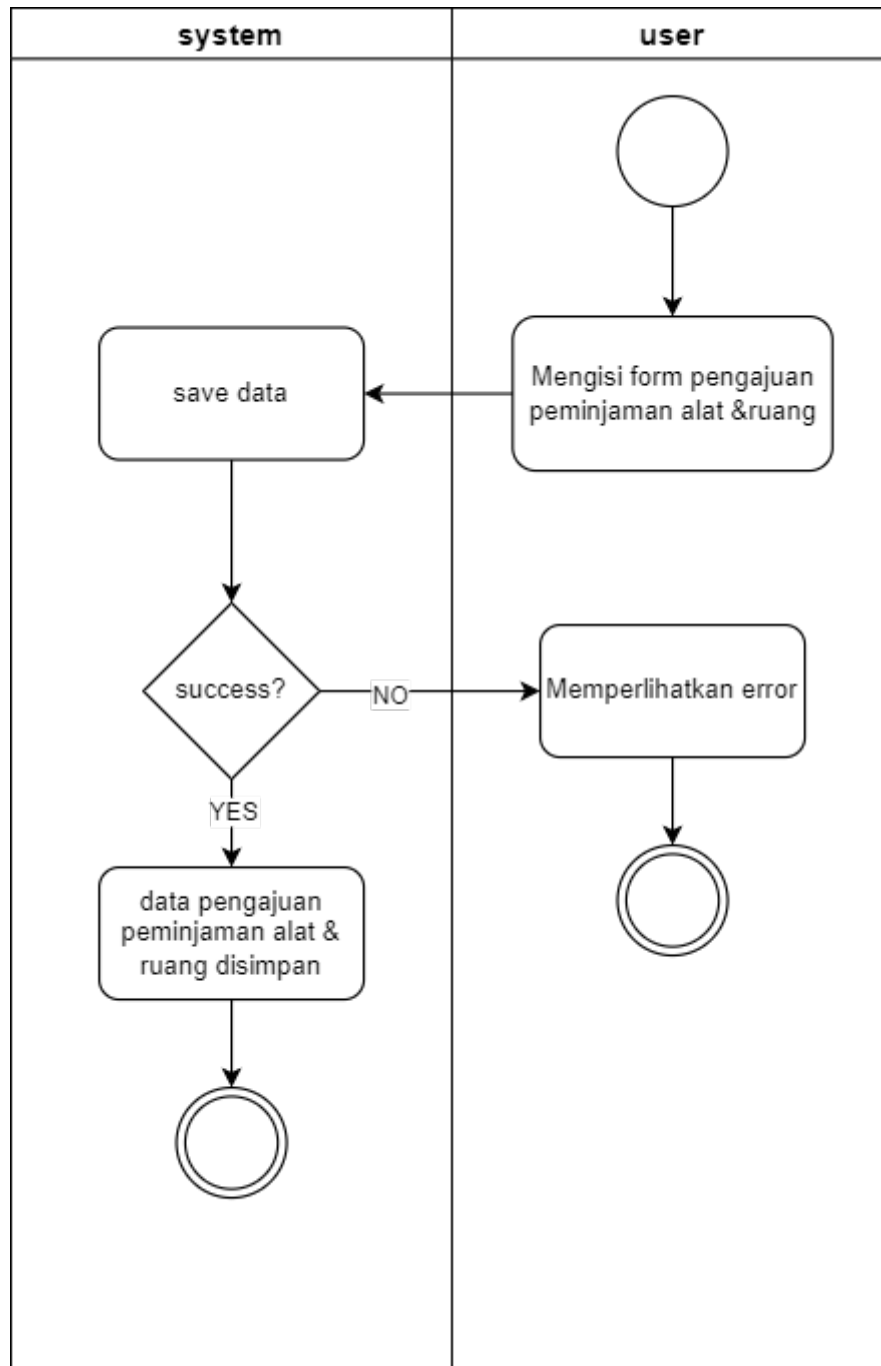 system
user
Mengisi form pengajuan
peminjaman alat &ruang
save data
success?
NO
Memperlihatkan error
YES
data pengajuan
peminjaman alat &
ruang disimpan